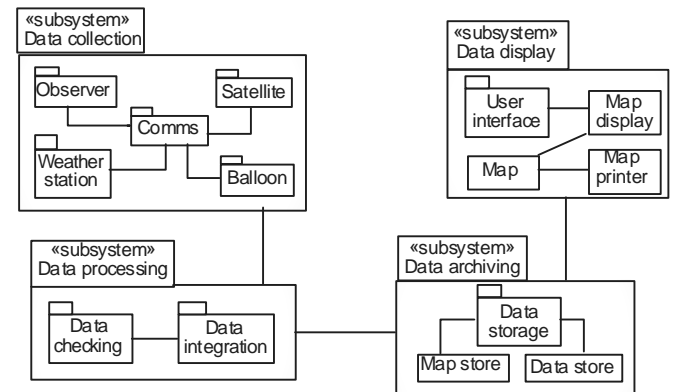 «subsystem»
Data collection
Observer
Satellite
Comms
Weather
station
Balloon
«subsystem»
Data display
User
interface
Map
display
Map
Map
printer
«subsystem»
Data processing
Data
checking
Data
integration
«subsystem»
Data archiving
Data
storage
Map store
Data store